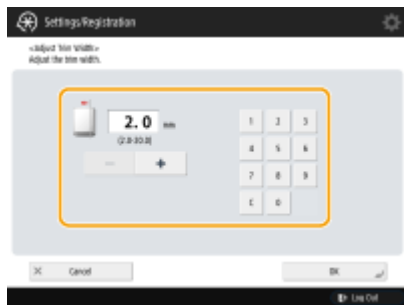 Settings/Registration
<Adjust Trim Width>
Adjust the trim width.
2.0 mm
(2.0-30.0)
− +
1 2 3
4 5 6
7 8 9
C 0
Cancel
OK
Log Out